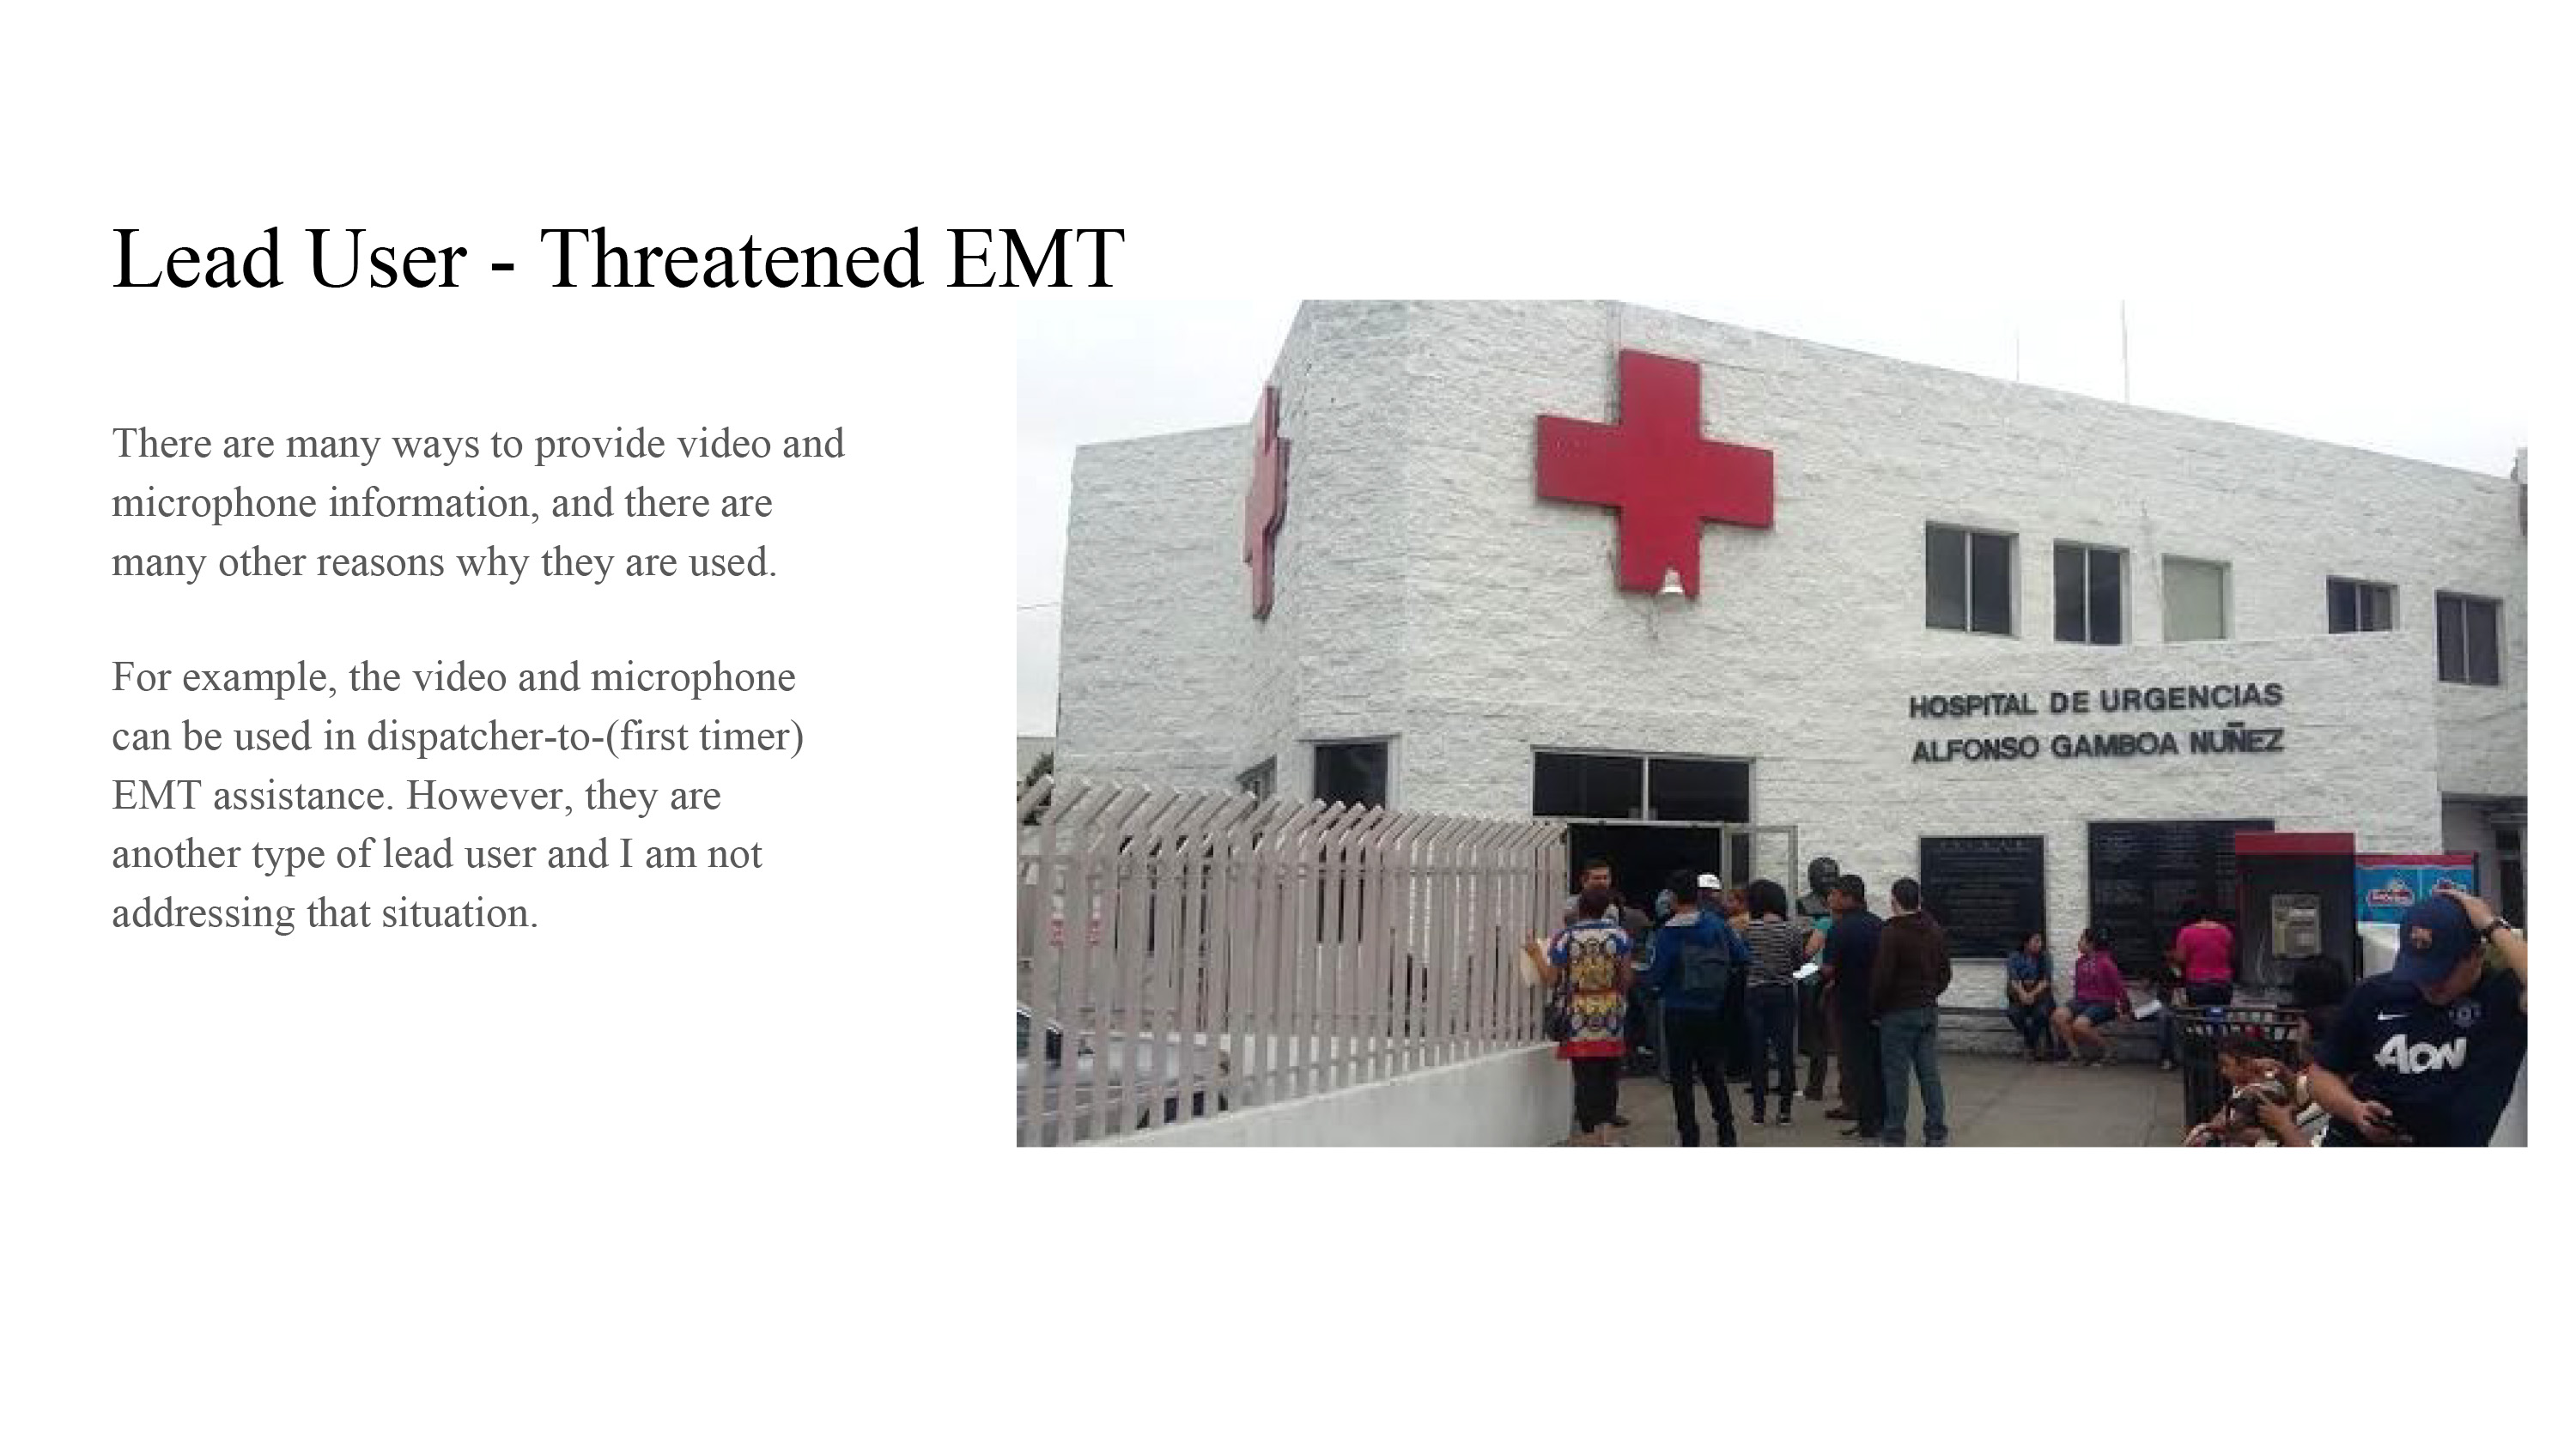 Lead User - Threatened EMT
There are many ways to provide video and
microphone information, and there are
many other reasons why they are used.
For example, the video and microphone
can be used in dispatcher-to-(first timer)
EMT assistance. However, they are
another type of lead user and I am not
addressing that situation.
HOSPITAL DE URGENCIAS
ALFONSO GAMBOA NUÑEZ
AON